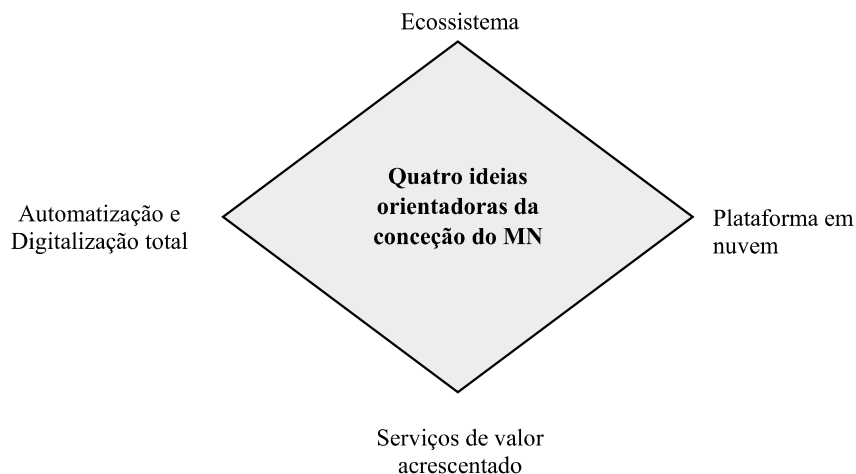 Ecossistema
Quatro ideias
orientadoras da
conceção do MN
Automatização e
Digitalização total
Plataforma em
nuvem
Serviços de valor
acrescentado